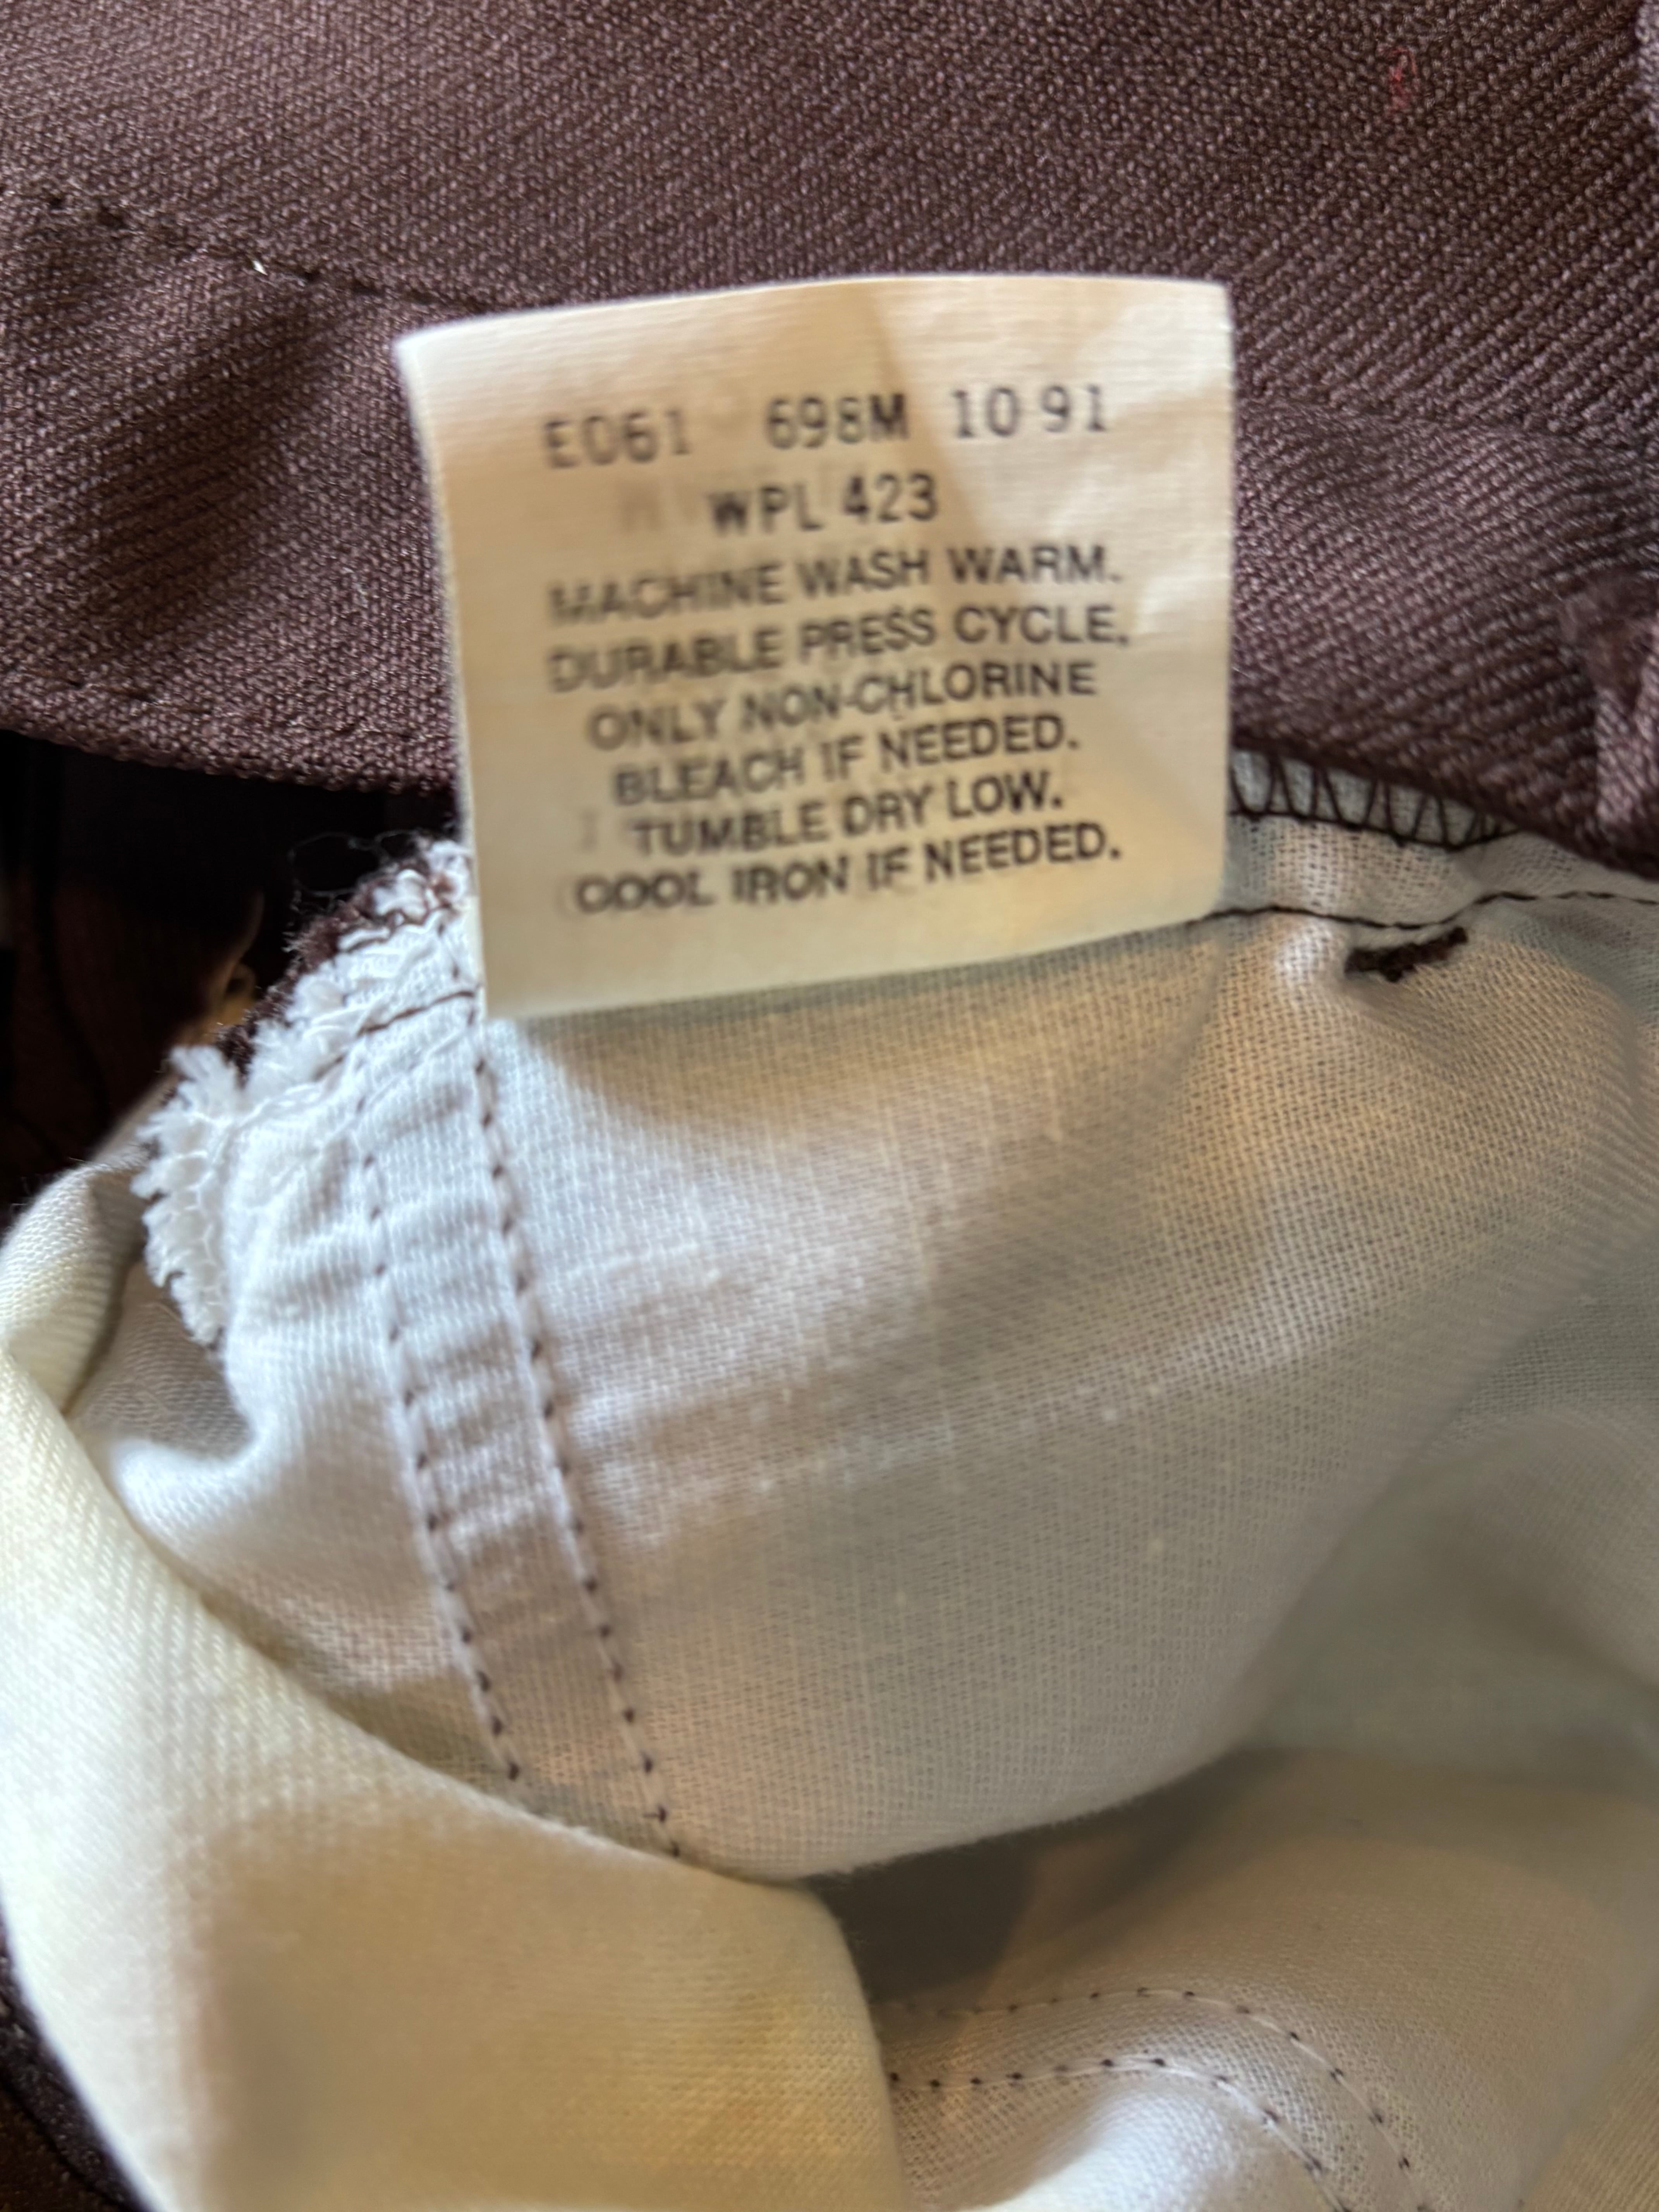 E061 698M 10 91
WPL 423
MACHINE WASH WARM.
DURABLE PRESS CYCLE.
ONLY NON-CHLORINE
BLEACH IF NEEDED.
TUMBLE DRY LOW.
COOL IRON IF NEEDED.